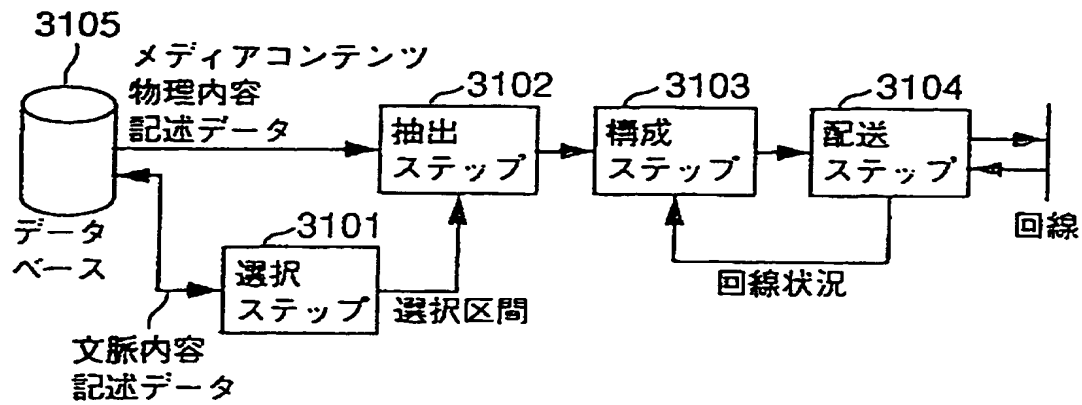 3105
メディアコンテンツ
物理内容
記述データ
3102
抽出
ステップ
3103
構成
ステップ
3104
配送
ステップ
データ
ベース
3101
選択
ステップ
選択区間
回線状況
回線
文脈内容
記述データ